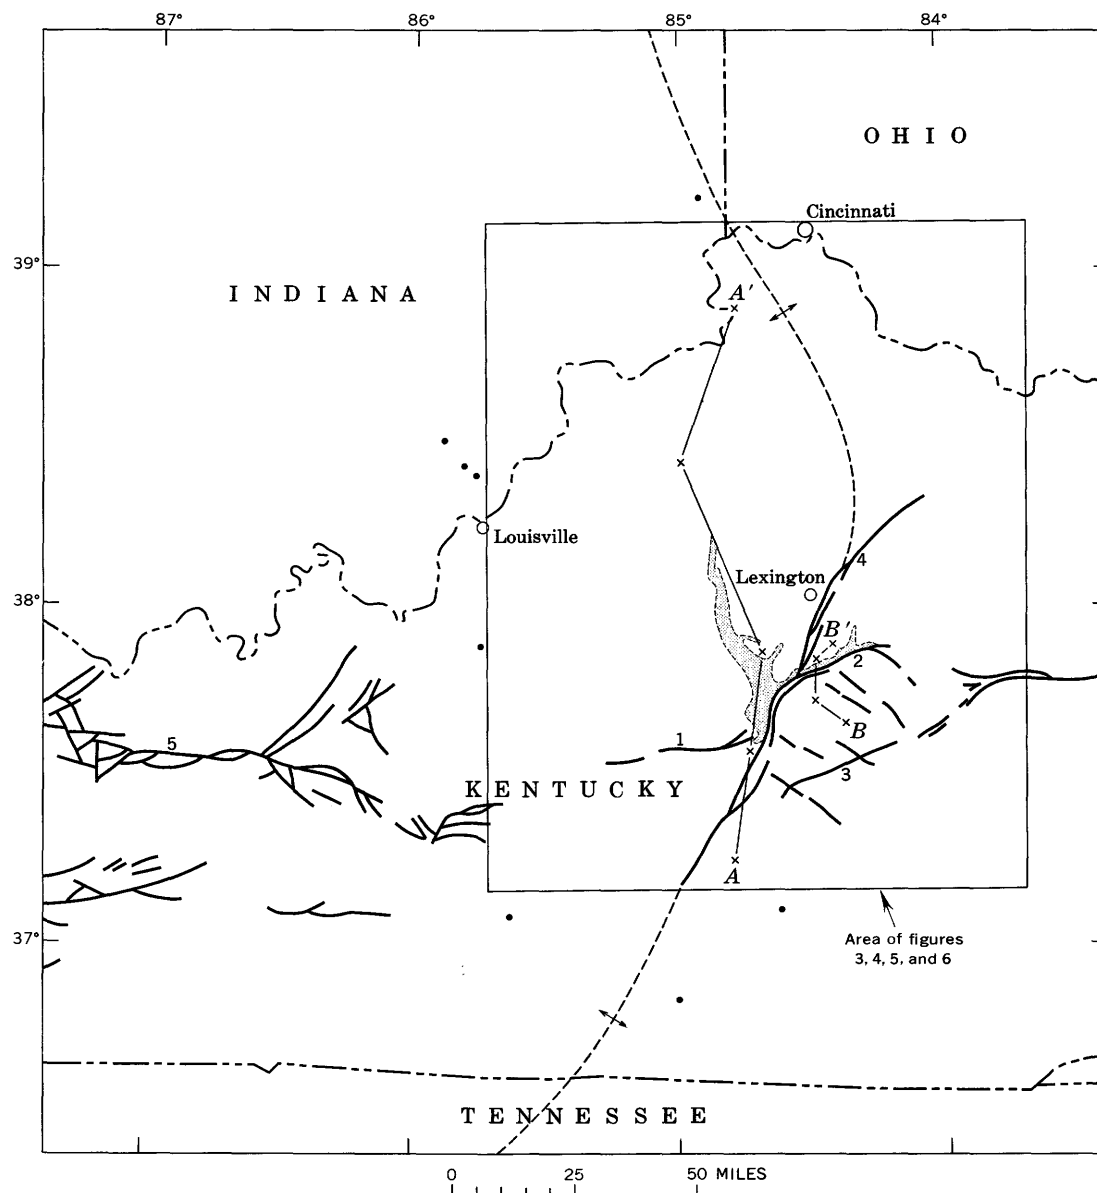 87° 86° 85° 84°
OHIO
Cincinnati
39°
INDIANA
A'
Louisville
4
Lexington
38°
B'
2
1
B
5
3
KENTUCKY
A
37°
Area of figures
3, 4, 5, and 6
TENNESSEE
0 25 50 MILES